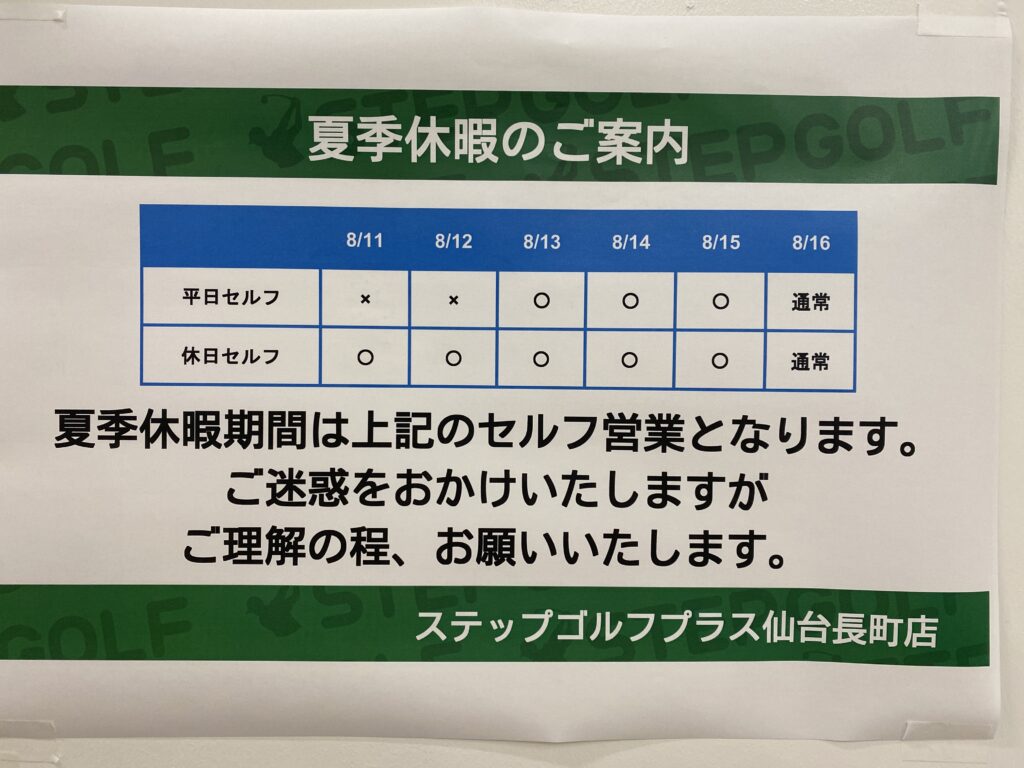 夏季休暇のご案内
8/11 8/12 8/13 8/14 8/15 8/16
平日セルフ × × ○ ○ ○ 通常
休日セルフ ○ ○ ○ ○ ○ 通常
夏季休暇期間は上記のセルフ営業となります。
ご迷惑をおかけいたしますが
ご理解の程、お願いいたします。
STEPGOLF
ステップゴルフプラス仙台長町店